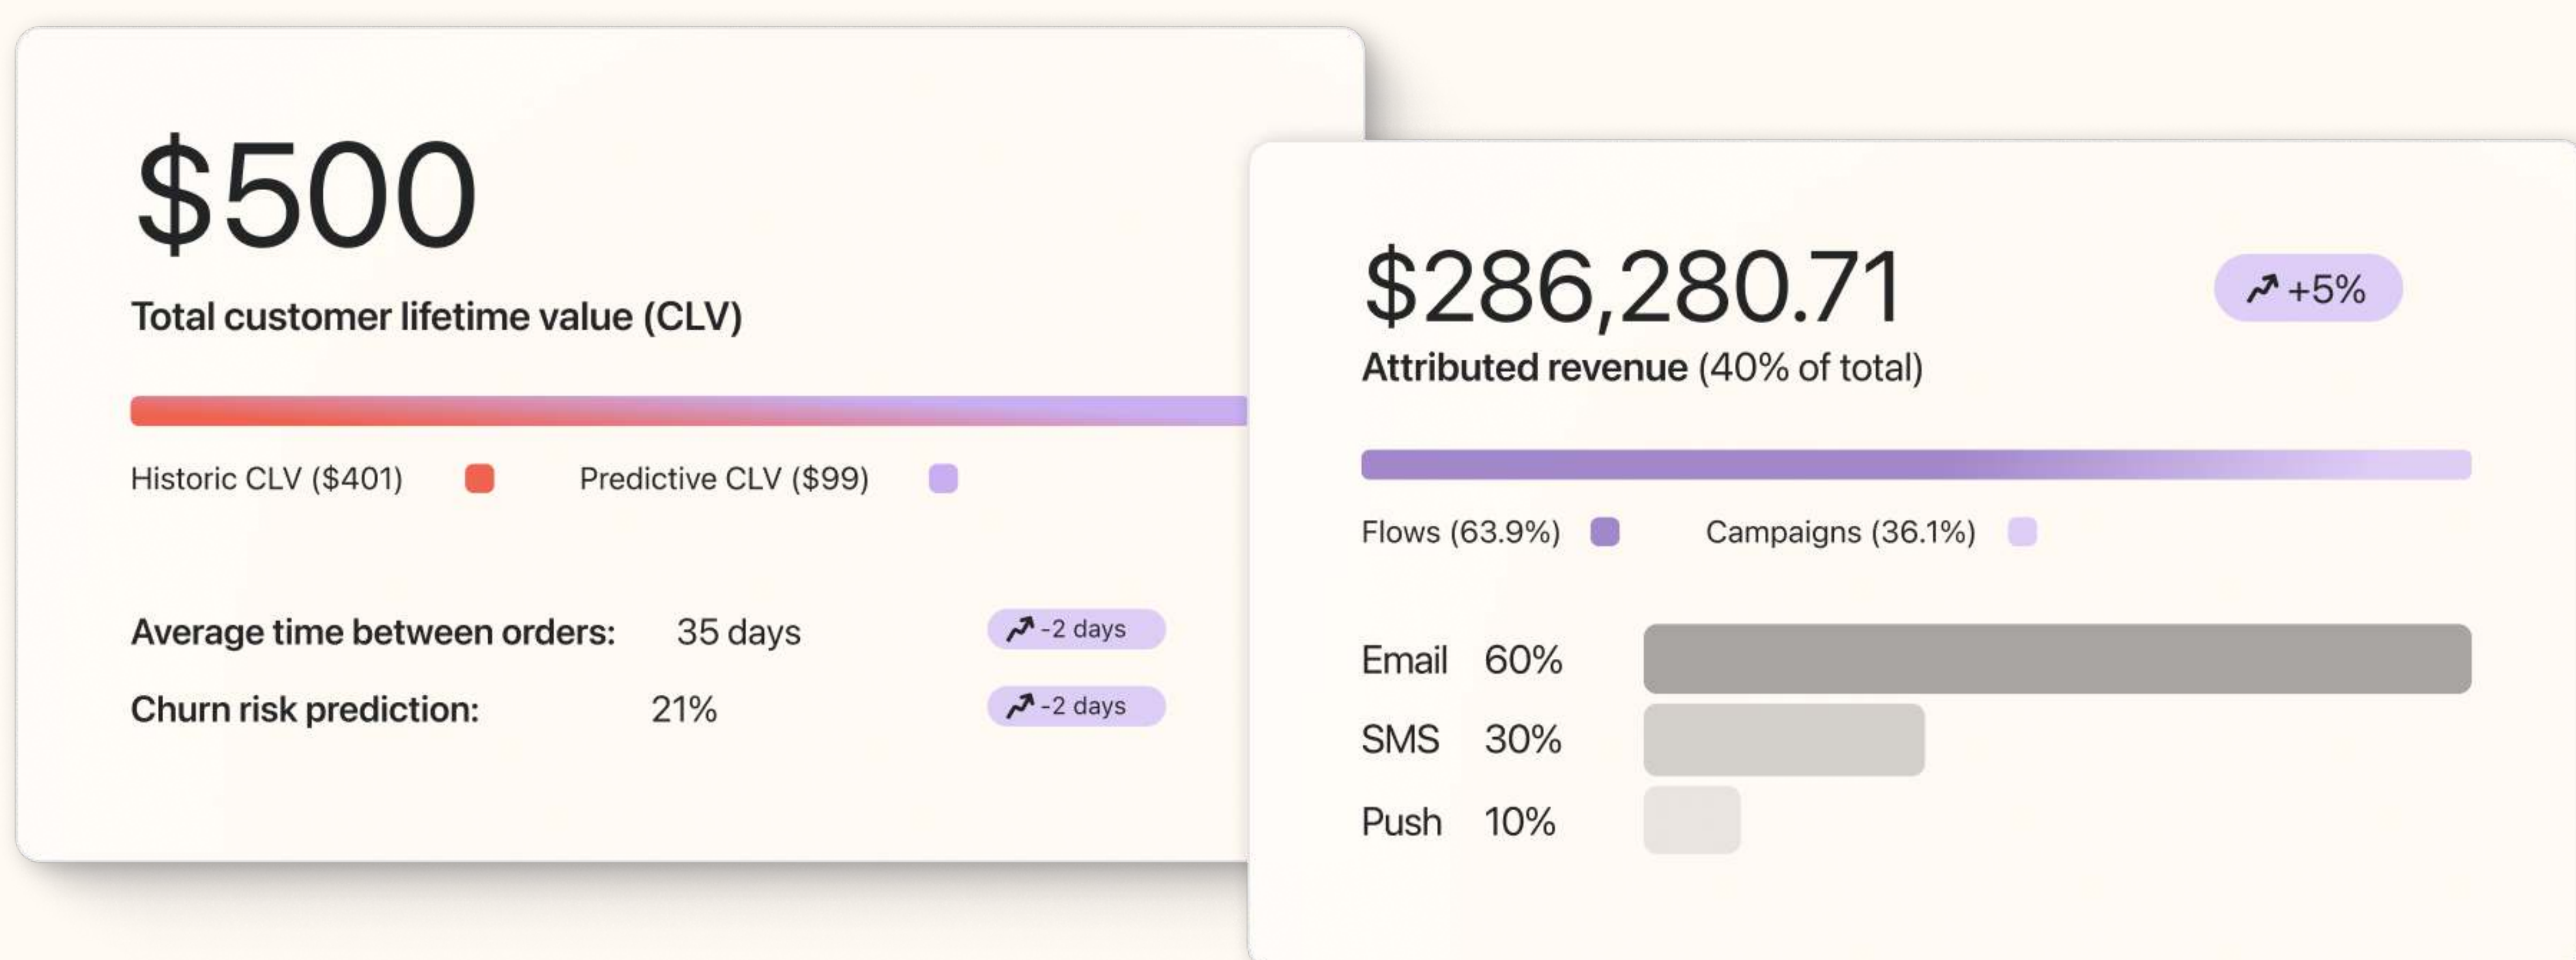 $500
Total customer lifetime value (CLV)
Historic CLV ($401) Predictive CLV ($99)
Average time between orders: 35 days -2 days
Churn risk prediction: 21% -2 days
$286,280.71 +5%
Attributed revenue (40% of total)
Flows (63.9%) Campaigns (36.1%)
Email 60%
SMS 30%
Push 10%